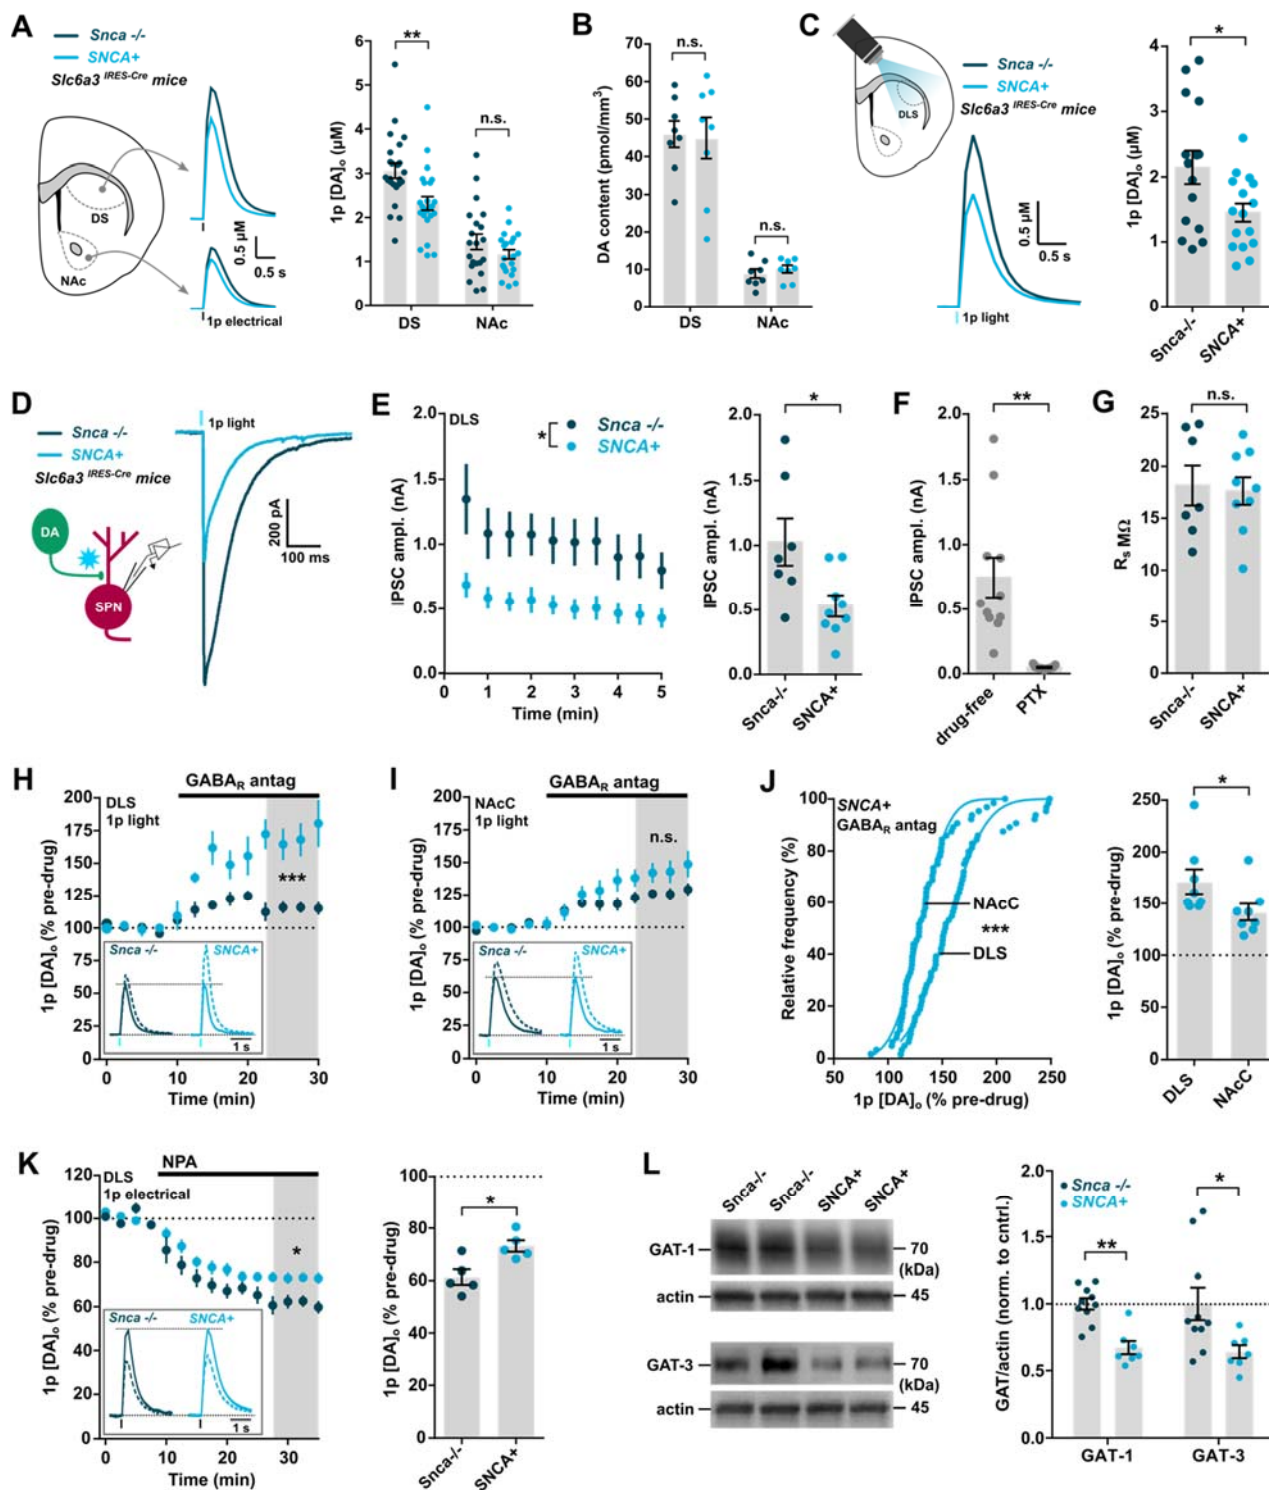 A
Snca -/-
SNCA+
Slc6a3 IRES-Cre mice
DS
NAc
0.5 µM
0.5 s
1p electrical
1p [DA]o (µM)
6
5
4
3
2
1
0
**
n.s.
DS
NAc
B
DA content (pmol/mm³)
70
60
50
40
30
20
10
0
n.s.
n.s.
DS
NAc
C
Snca -/-
SNCA+
Slc6a3 IRES-Cre mice
DLS
0.5 µM
0.5 s
1p light
1p [DA]o (µM)
4
3
2
1
0
*
Snca-/-
SNCA+
D
1p light
Snca -/-
SNCA+
Slc6a3 IRES-Cre mice
DA
SPN
200 pA
100 ms
E
DLS
Snca -/-
SNCA+
*
IPSC ampl. (nA)
2.0
1.5
1.0
0.5
0.0
1
2
3
4
5
Time (min)
IPSC ampl. (nA)
2.0
1.5
1.0
0.5
0.0
*
Snca-/-
SNCA+
F
IPSC ampl. (nA)
2.0
1.5
1.0
0.5
0.0
**
drug-free
PTX
G
Rs MΩ
25
20
15
10
5
0
n.s.
Snca-/-
SNCA+
H
GABAR antag
DLS
1p light
1p [DA]o (% pre-drug)
200
175
150
125
100
75
50
25
0
***
Snca -/-
SNCA+
1 s
0
10
20
30
Time (min)
I
GABAR antag
NAcC
1p light
1p [DA]o (% pre-drug)
200
175
150
125
100
75
50
25
0
n.s.
Snca -/-
SNCA+
1 s
0
10
20
30
Time (min)
J
SNCA+
GABAR antag
Relative frequency (%)
100
80
60
40
20
0
NAcC
***
DLS
50
100
150
200
250
1p [DA]o (% pre-drug)
1p [DA]o (% pre-drug)
250
200
150
100
50
0
*
DLS
NAcC
K
NPA
DLS
1p electrical
1p [DA]o (% pre-drug)
120
100
80
60
40
20
0
*
Snca -/-
SNCA+
1 s
0
10
20
30
Time (min)
1p [DA]o (% pre-drug)
100
80
60
40
20
0
*
Snca-/-
SNCA+
L
Snca-/-
Snca-/-
SNCA+
SNCA+
GAT-1
70
(kDa)
actin
45
GAT-3
70
(kDa)
actin
45
GAT/actin (norm. to cntrl.)
2.0
1.5
1.0
0.5
0.0
Snca -/-
SNCA+
**
*
GAT-1
GAT-3